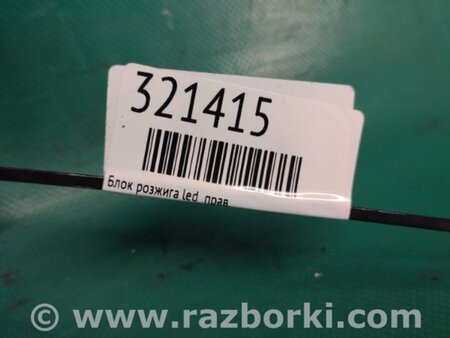 321415
Блок розжига led прав.
© www.razborki.com